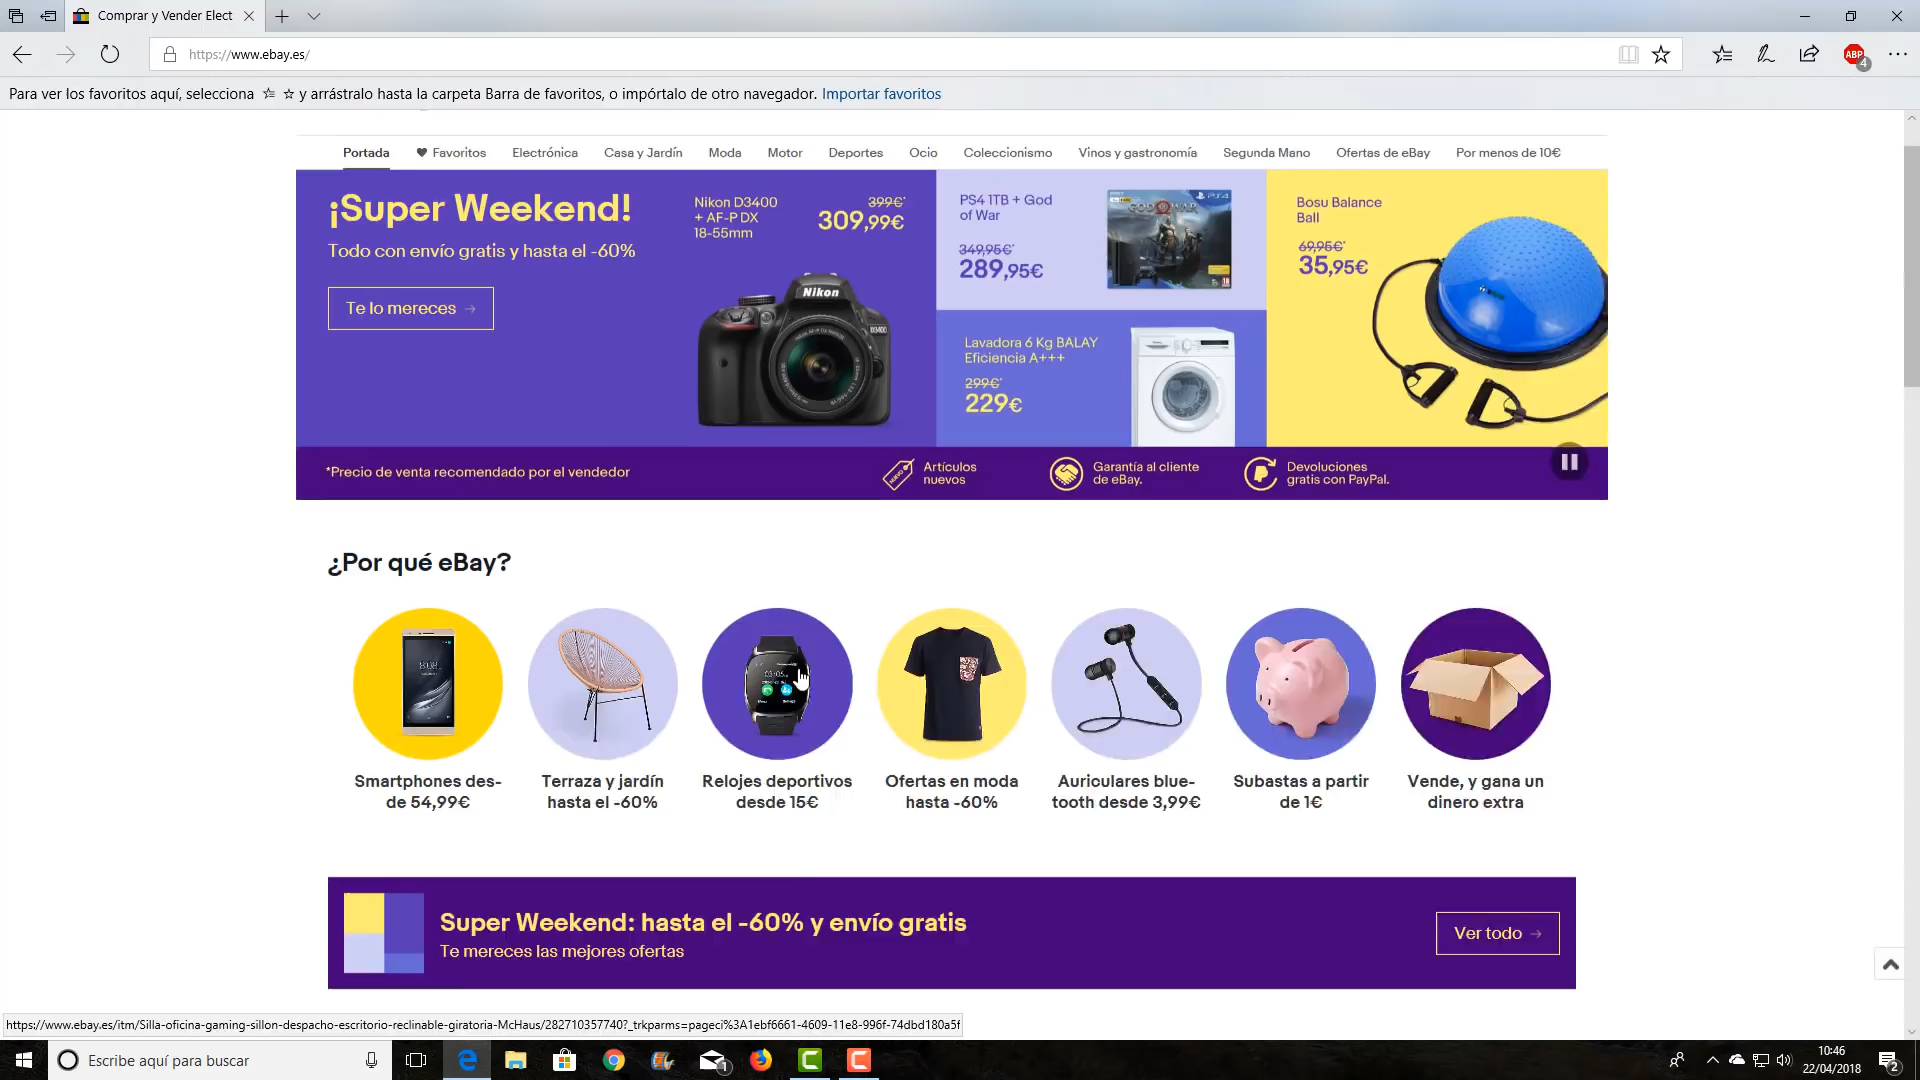 Comprar y Vender Elect
https://www.ebay.es/
ABP
4
Para ver los favoritos aquí, selecciona y arrástralo hasta la carpeta Barra de favoritos, o impórtalo de otro navegador. Importar favoritos
Portada
Favoritos
Electrónica
Casa y Jardín
Moda
Motor
Deportes
Ocio
Coleccionismo
Vinos y gastronomía
Segunda Mano
Ofertas de eBay
Por menos de 10€
¡Super Weekend!
Todo con envío gratis y hasta el -60%
Te lo mereces →
Nikon D3400
+ AF-P DX
18-55mm
399€*
309,99€
Nikon
PS4 1TB + God
of War
349,95€*
289,95€
GOD OF WAR
PS4
Lavadora 6 Kg BALAY
Eficiencia A+++
299€*
229€
Bosu Balance
Ball
69,95€*
35,95€
*Precio de venta recomendado por el vendedor
NUEVO
Artículos
nuevos
Garantía al cliente
de eBay.
Devoluciones
gratis con PayPal.
¿Por qué eBay?
Smartphones des-
de 54,99€
Terraza y jardín
hasta el -60%
Relojes deportivos
desde 15€
Ofertas en moda
hasta -60%
Auriculares blue-
tooth desde 3,99€
Subastas a partir
de 1€
Vende, y gana un
dinero extra
Super Weekend: hasta el -60% y envío gratis
Te mereces las mejores ofertas
Ver todo →
https://www.ebay.es/itm/Silla-oficina-gaming-sillon-despacho-escritorio-reclinable-giratoria-McHaus/282710357740?_trkparms=pageci%3A1ebf6661-4609-11e8-996f-74dbd180a5f
Escribe aquí para buscar
1
10:46
22/04/2018
2